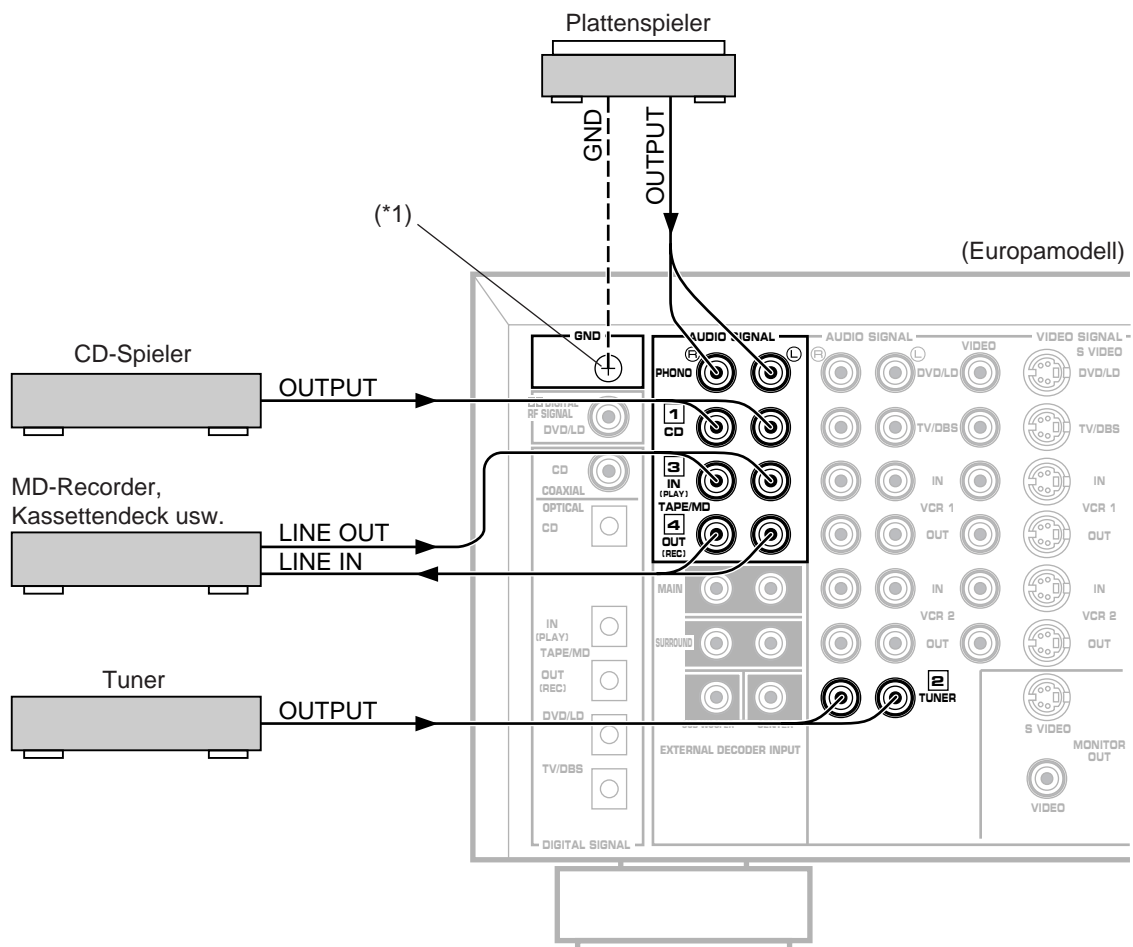 Plattenspieler
GND
OUTPUT
(*1)
(Europamodell)
CD-Spieler
OUTPUT
MD-Recorder,
Kassettendeck usw.
LINE OUT
LINE IN
Tuner
OUTPUT
GND
DIGITAL
RF SIGNAL
DVD/LD
CD
COAXIAL
OPTICAL
CD
IN
(PLAY)
TAPE/MD
OUT
(REC)
DVD/LD
TV/DBS
DIGITAL SIGNAL
AUDIO SIGNAL
R
L
PHONO
1
CD
3
IN
(PLAY)
TAPE/MD
4
OUT
(REC)
MAIN
SURROUND
EXTERNAL DECODER INPUT
AUDIO SIGNAL
R
L
VIDEO
DVD/LD
TV/DBS
IN
VCR 1
OUT
IN
VCR 2
OUT
2
TUNER
VIDEO SIGNAL
S VIDEO
DVD/LD
TV/DBS
IN
VCR 1
OUT
IN
VCR 2
OUT
S VIDEO
MONITOR
OUT
VIDEO